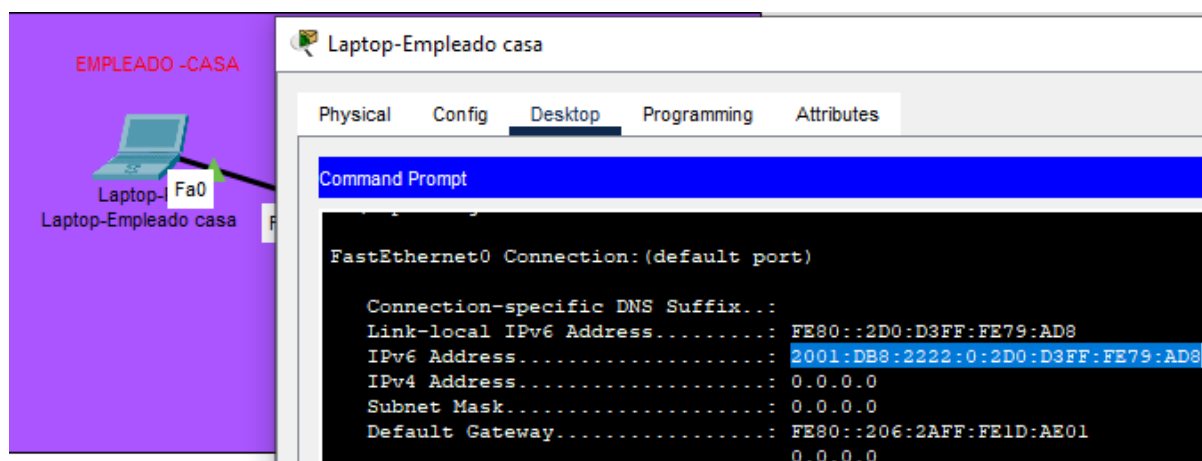 EMPLEADO -CASA
Fa0
Laptop-Empleado casa
Laptop-Empleado casa
Physical Config Desktop Programming Attributes
Command Prompt
FastEthernet0 Connection:(default port)
Connection-specific DNS Suffix..:
Link-local IPv6 Address.........: FE80::2D0:D3FF:FE79:AD8
IPv6 Address....................: 2001:DB8:2222:0:2D0:D3FF:FE79:AD8
IPv4 Address....................: 0.0.0.0
Subnet Mask.....................: 0.0.0.0
Default Gateway.................: FE80::206:2AFF:FE1D:AE01
0.0.0.0